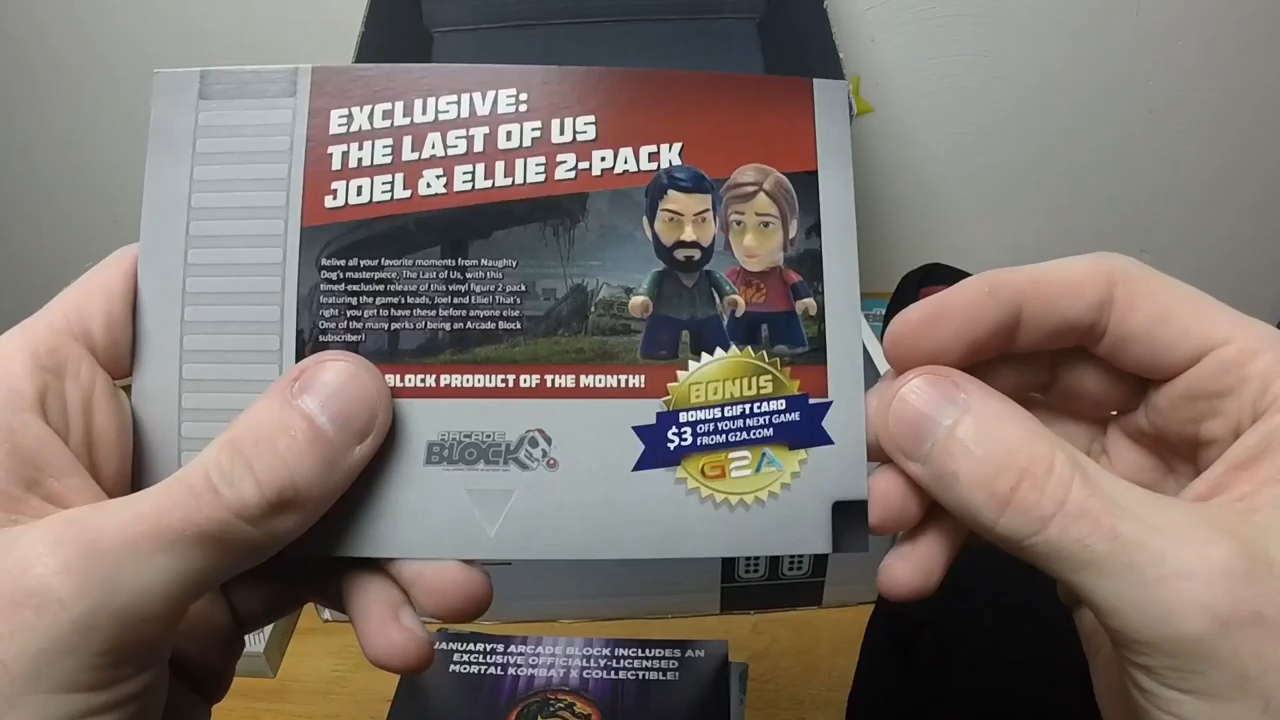 EXCLUSIVE:
THE LAST OF US
JOEL & ELLIE 2-PACK
Relive all your favorite moments from Naughty
Dog's masterpiece, The Last of Us, with this
timed-exclusive release of this vinyl figure 2-pack
featuring the game's leads, Joel and Ellie! That's
right - you get to have these before anyone else.
One of the many perks of being an Arcade Block
subscriber!
BLOCK PRODUCT OF THE MONTH!
BONUS
BONUS GIFT CARD
$3 OFF YOUR NEXT GAME
FROM G2A.COM
G2A
ARCADE
BLOCK
JANUARY'S ARCADE BLOCK INCLUDES AN
EXCLUSIVE OFFICIALLY-LICENSED
MORTAL KOMBAT X COLLECTIBLE!